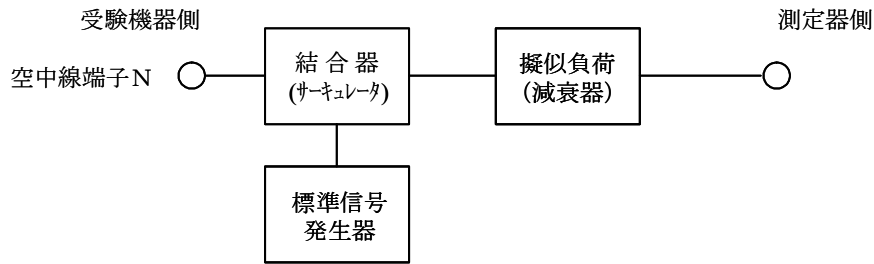 受験機器側
測定器側
空中線端子N
結合器
(ｻｰｷｭﾚｰﾀ)
擬似負荷
(減衰器)
標準信号
発生器